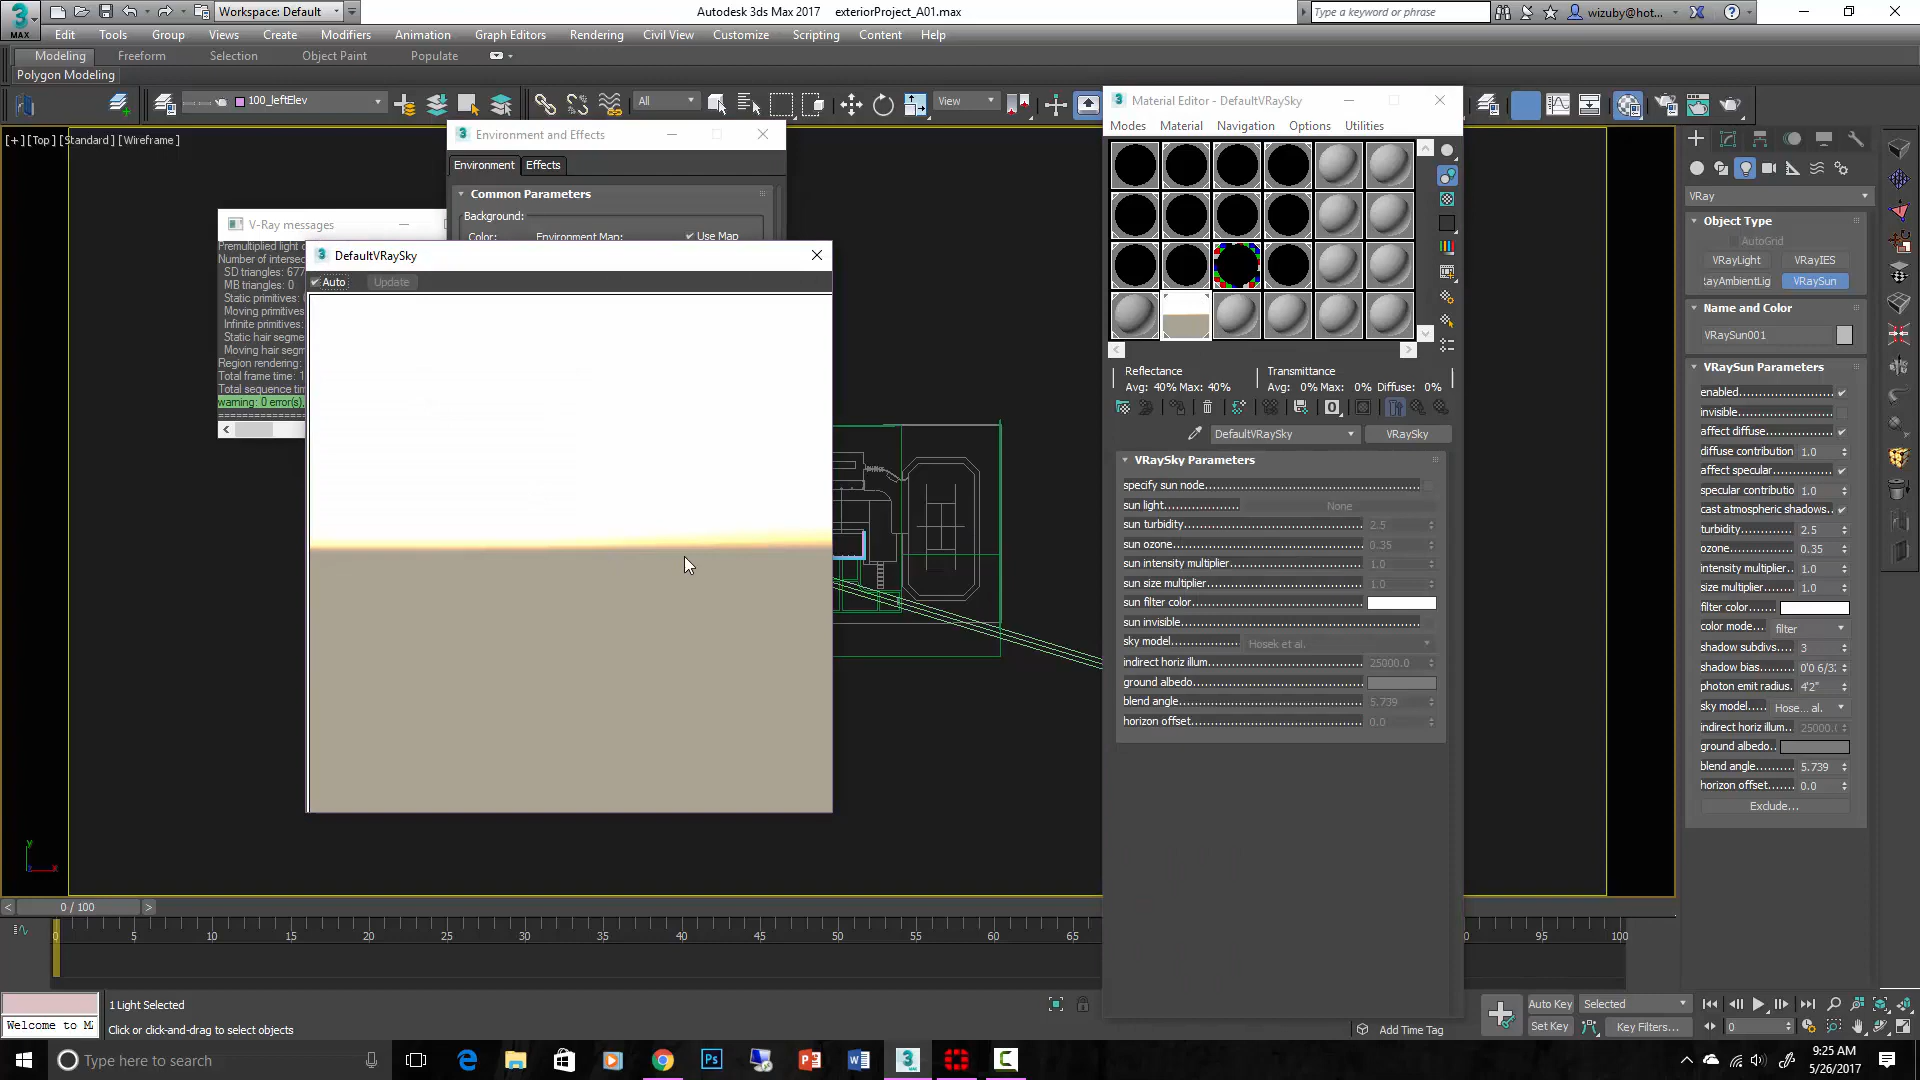 Workspace: Default
Autodesk 3ds Max 2017 exteriorProject_A01.max
Type a keyword or phrase
wizuby@hot...
MAX
Edit Tools Group Views Create Modifiers Animation Graph Editors Rendering Civil View Customize Scripting Content Help
Modeling Freeform Selection Object Paint Populate
Polygon Modeling
100_leftElev
All
View
[+] [Top] [Standard] [Wireframe]
Environment and Effects
Environment Effects
Common Parameters
Background:
Color: Environment Map: Use Map
V-Ray messages
Premultiplied light c
Number of intersec
SD triangles: 677
MB triangles: 0
Static primitives:
Moving primitives
Infinite primitives:
Static hair segm
Moving hair segm
Region rendering:
Total frame time: 1
Total sequence tim
warning: 0 error(s),
DefaultVRaySky
Auto Update
Material Editor - DefaultVRaySky
Modes Material Navigation Options Utilities
Reflectance Transmittance
Avg: 40% Max: 40% Avg: 0% Max: 0% Diffuse: 0%
DefaultVRaySky VRaySky
VRaySky Parameters
specify sun node
sun light None
sun turbidity 2.5
sun ozone 0.35
sun intensity multiplier 1.0
sun size multiplier 1.0
sun filter color
sun invisible
sky model Hosek et al.
indirect horiz illum 25000.0
ground albedo
blend angle 5.739
horizon offset 0.0
VRay
Object Type
AutoGrid
VRayLight VRayIES
rayAmbientLig VRaySun
Name and Color
VRaySun001
VRaySun Parameters
enabled
invisible
affect diffuse
diffuse contribution 1.0
affect specular
specular contributio 1.0
cast atmospheric shadows
turbidity 2.5
ozone 0.35
intensity multiplier 1.0
size multiplier 1.0
filter color
color mode... filter
shadow subdivs 3
shadow bias 0'0 6/3
photon emit radius. 4'2"
sky model.... Hose... al.
indirect horiz illum... 25000.
ground albedo
blend angle 5.739
horizon offset 0.0
Exclude...
0 / 100
0 5 10 15 20 25 30 35 40 45 50 55 60 65 95 100
1 Light Selected
Welcome to M
Click or click-and-drag to select objects
Add Time Tag
Auto Key Selected
Set Key Key Filters...
0
Type here to search
9:25 AM
5/26/2017